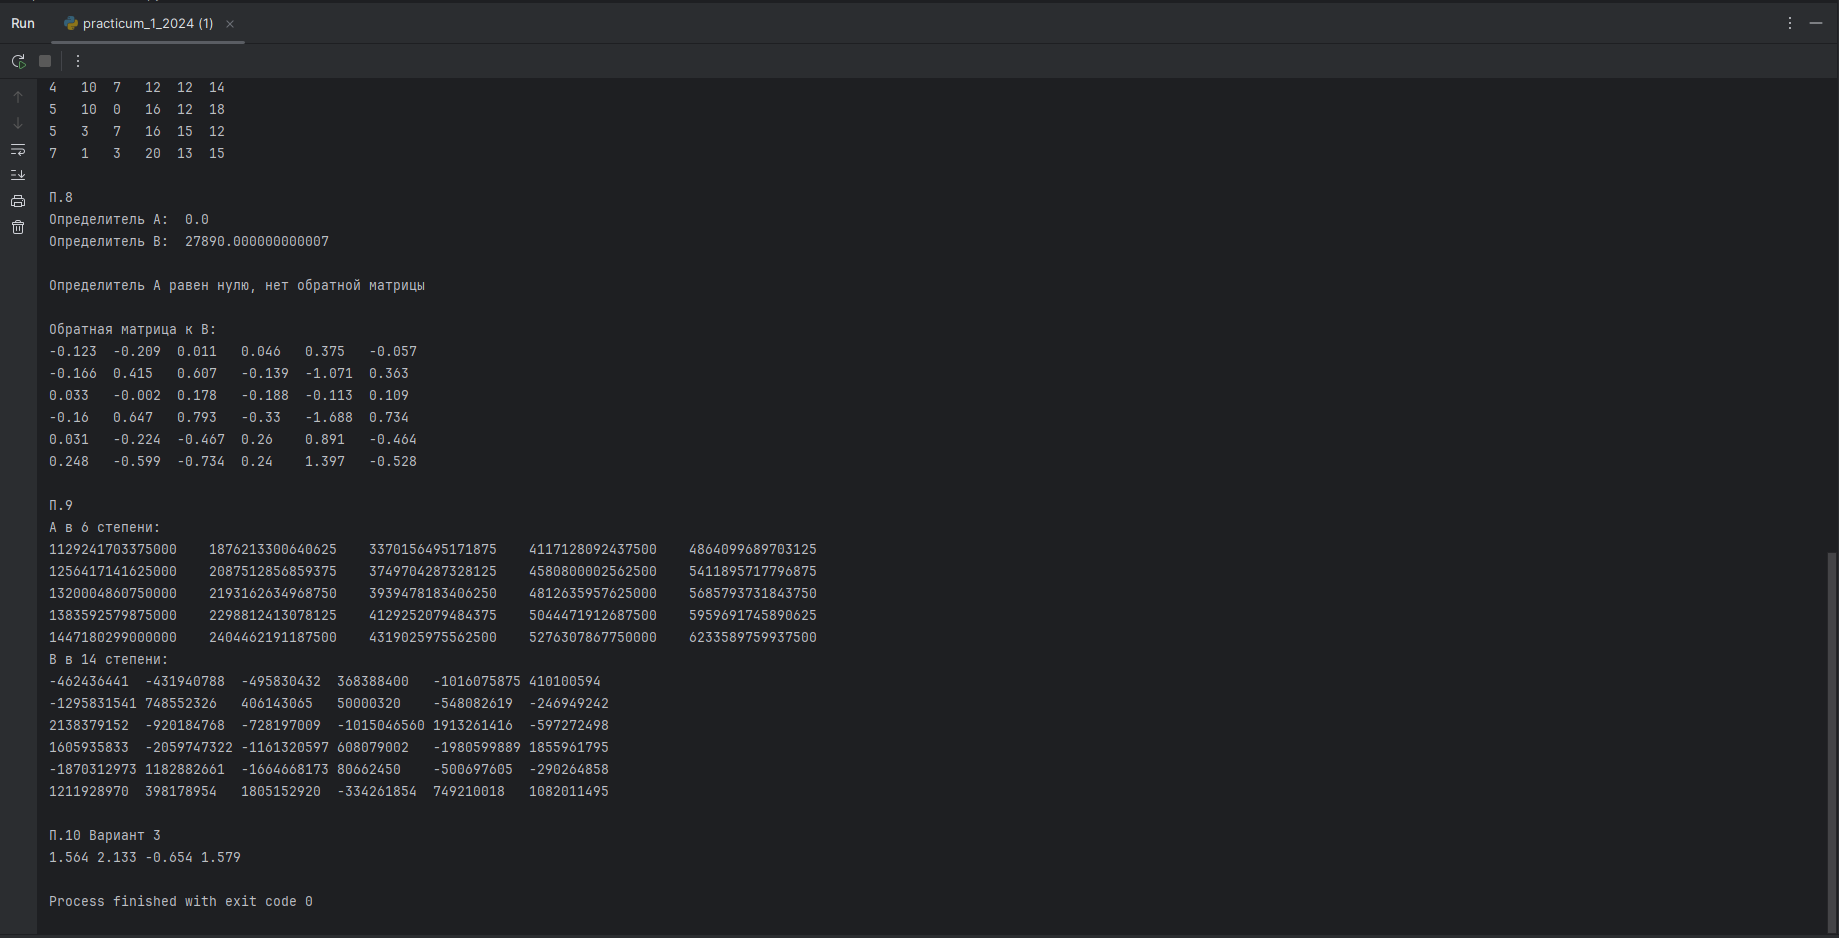 Run practicum_1_2024 (1)
4 10 7 12 12 14
5 10 0 16 12 18
5 3 7 16 15 12
7 1 3 20 13 15
П.8
Определитель А: 0.0
Определитель В: 27890.000000000007
Определитель А равен нулю, нет обратной матрицы
Обратная матрица к В:
-0.123 -0.209 0.011 0.046 0.375 -0.057
-0.166 0.415 0.607 -0.139 -1.071 0.363
0.033 -0.002 0.178 -0.188 -0.113 0.109
-0.16 0.647 0.793 -0.33 -1.688 0.734
0.031 -0.224 -0.467 0.26 0.891 -0.464
0.248 -0.599 -0.734 0.24 1.397 -0.528
П.9
А в 6 степени:
1129241703375000 1876213300640625 3370156495171875 4117128092437500 4864099689703125
1256417141625000 2087512856859375 3749704287328125 4580800002562500 5411895717796875
1320004860750000 2193162634968750 3939478183406250 4812635957625000 5685793731843750
1383592579875000 2298812413078125 4129252079484375 5044471912687500 5959691745890625
1447180299000000 2404462191187500 4319025975562500 5276307867750000 6233589759937500
В в 14 степени:
-462436441 -431940788 -495830432 368388400 -1016075875 410100594
-1295831541 748552326 406143065 50000320 -548082619 -246949242
2138379152 -920184768 -728197009 -1015046560 1913261416 -597272498
1605935833 -2059747322 -1161320597 608079002 -1980599889 1855961795
-1870312973 1182882661 -1664668173 80662450 -500697605 -290264858
1211928970 398178954 1805152920 -334261854 749210018 1082011495
П.10 Вариант 3
1.564 2.133 -0.654 1.579
Process finished with exit code 0